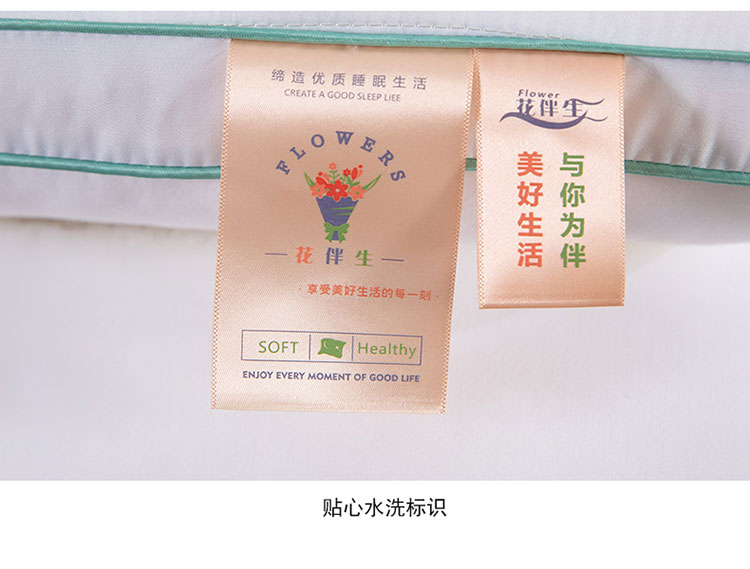 缔造优质睡眠生活
CREATE A GOOD SLEEP LIEE
FLOWERS
花伴生
·享受美好生活的每一刻·
SOFT
Healthy
ENJOY EVERY MOMENT OF GOOD LIFE
Flower
花伴生
与你为伴
美好生活
贴心水洗标识